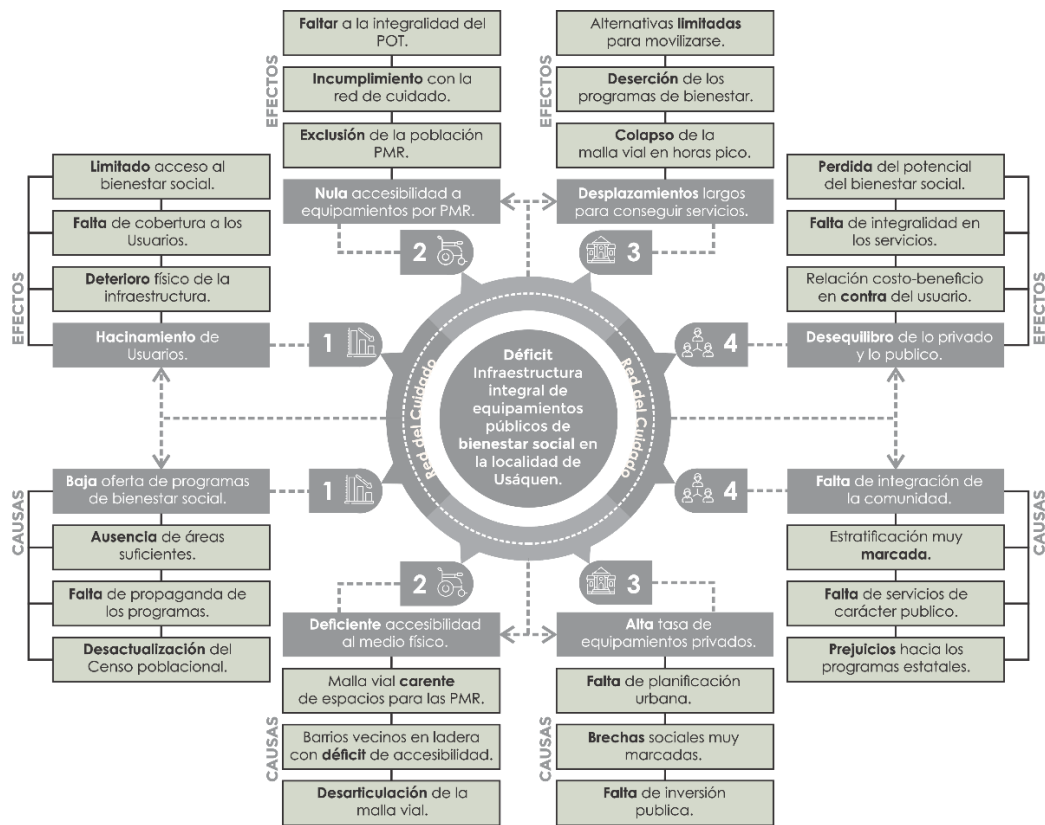 EFECTOS
Faltar a la integralidad del
POT.
Incumplimiento con la
red de cuidado.
Exclusión de la población
PMR.
Nula accesibilidad a
equipamientos por PMR.
2
EFECTOS
Alternativas limitadas
para movilizarse.
Deserción de los
programas de bienestar.
Colapso de la
malla vial en horas pico.
Desplazamientos largos
para conseguir servicios.
3
EFECTOS
Limitado acceso al
bienestar social.
Falta de cobertura a los
Usuarios.
Deterioro físico de la
infraestructura.
Hacinamiento de
Usuarios.
1
EFECTOS
Perdida del potencial
del bienestar social.
Falta de integralidad en
los servicios.
Relación costo-beneficio
en contra del usuario.
Desequilibro de lo privado
y lo publico.
4
Red del Cuidado
Déficit
Infraestructura
integral de
equipamientos
públicos de
bienestar social en
la localidad de
Usáquen.
Red del Cuidado
CAUSAS
Baja oferta de programas
de bienestar social.
1
Ausencia de áreas
suficientes.
Falta de propaganda de
los programas.
Desactualización del
Censo poblacional.
CAUSAS
4
Falta de integración de
la comunidad.
Estratificación muy
marcada.
Falta de servicios de
carácter publico.
Prejuicios hacia los
programas estatales.
CAUSAS
2
Deficiente accesibilidad
al medio físico.
Malla vial carente
de espacios para las PMR.
Barrios vecinos en ladera
con déficit de accesibilidad.
Desarticulación de la
malla vial.
CAUSAS
3
Alta tasa de
equipamientos privados.
Falta de planificación
urbana.
Brechas sociales muy
marcadas.
Falta de inversión
publica.